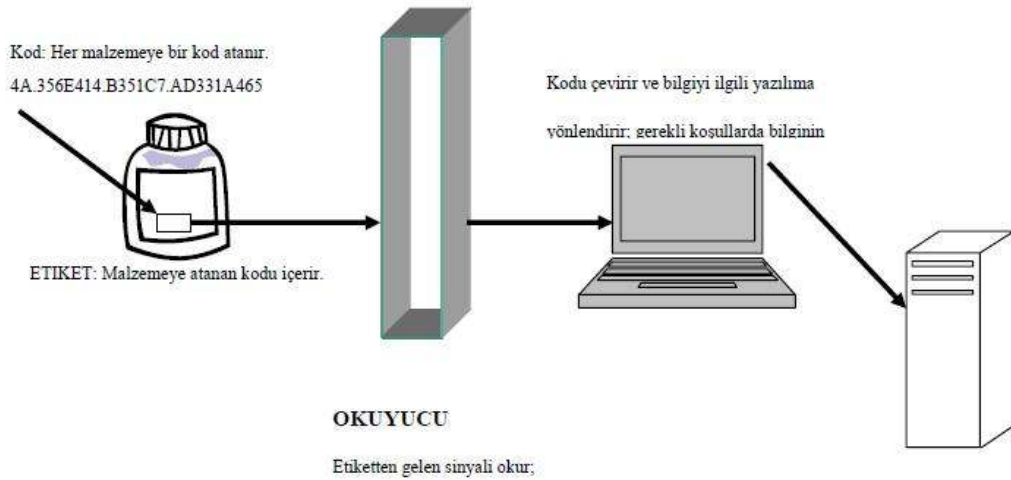 Kod: Her malzemeye bir kod atanır.
4A.356E414.B351C7.AD331A465
ETIKET: Malzemeye atanan kodu içerir.
Kodu çevirir ve bilgiyi ilgili yazılıma
yönlendirir; gerekli koşullarda bilginin
OKUYUCU
Etiketten gelen sinyali okur;